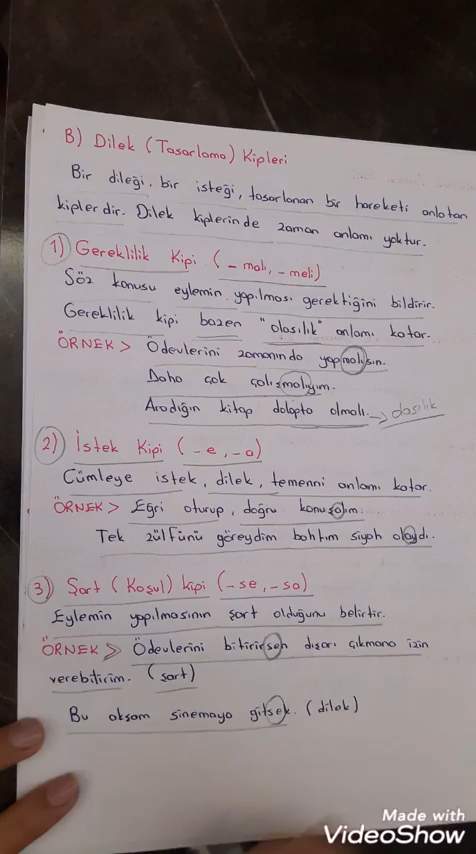 B) Dilek (Tasarlama) Kipleri
Bir dileği, bir isteği, tasarlanan bir hareketi anlatan
kiplerdir. Dilek kiplerinde zaman anlamı yoktur.
1) Gereklilik Kipi (-malı, -meli)
Söz konusu eylemin yapılması gerektiğini bildirir.
Gereklilik kipi bazen "olasılık" anlamı katar.
ÖRNEK > Ödevlerini zamanında yapmalısın.
Daha çok çalışmalıyım.
Aradığın kitap dolapta olmalı. → olasılık
2) İstek Kipi (-e, -a)
Cümleye istek, dilek, temenni anlamı katar.
ÖRNEK > Eğri oturup, doğru konuşalım.
Tek zülfünü göreydim bahtım siyah olaydı.
3) Şart (Koşul) kipi (-se, -sa)
Eylemin yapılmasının şart olduğunu belirtir.
ÖRNEK > Ödevlerini bitirirsen dışarı çıkmana izin
verebilirim. (şart)
Bu akşam sinemaya gitsek. (dilek)
Made with
VideoShow